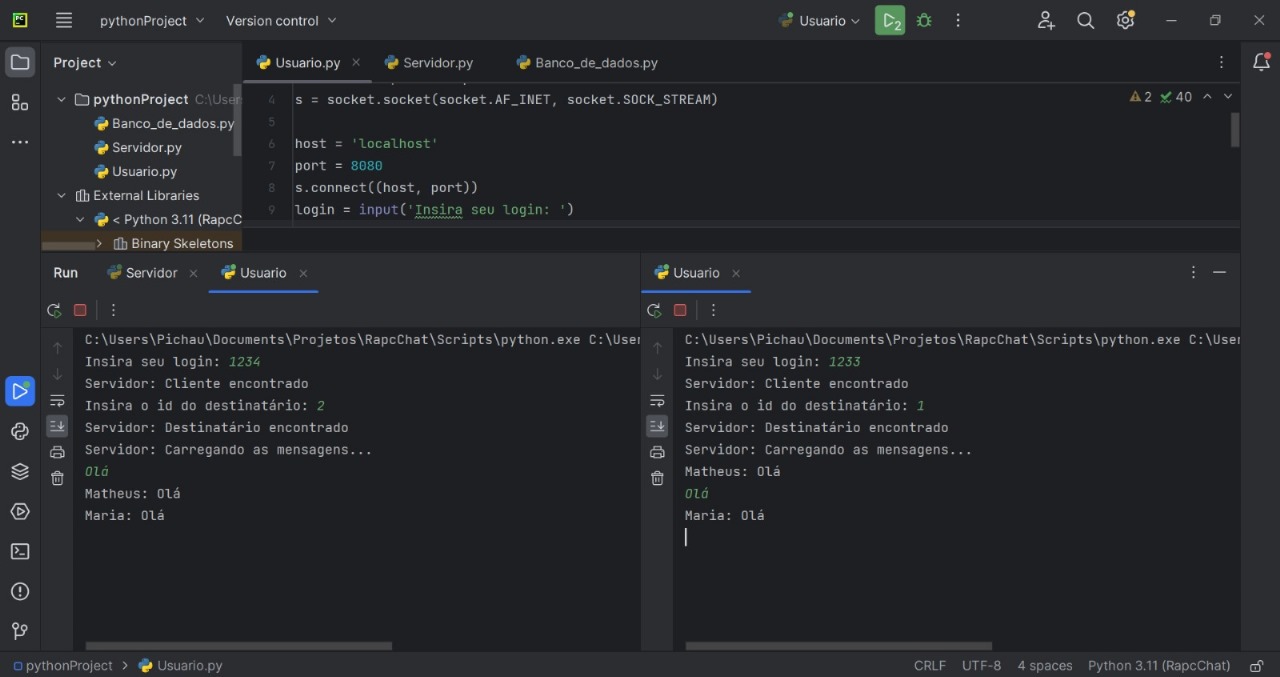 PC
pythonProject
Version control
Usuario
2
Project
Usuario.py
Servidor.py
Banco_de_dados.py
pythonProject C:\User
Banco_de_dados.py
Servidor.py
Usuario.py
External Libraries
< Python 3.11 (RapcC
Binary Skeletons
4 s = socket.socket(socket.AF_INET, socket.SOCK_STREAM)
5
6 host = 'localhost'
7 port = 8080
8 s.connect((host, port))
9 login = input('Insira seu login: ')
2 40
Run
Servidor
Usuario
C:\Users\Pichau\Documents\Projetos\RapcChat\Scripts\python.exe C:\User
Insira seu login: 1234
Servidor: Cliente encontrado
Insira o id do destinatário: 2
Servidor: Destinatário encontrado
Servidor: Carregando as mensagens...
Olá
Matheus: Olá
Maria: Olá
Usuario
C:\Users\Pichau\Documents\Projetos\RapcChat\Scripts\python.exe C:\User
Insira seu login: 1233
Servidor: Cliente encontrado
Insira o id do destinatário: 1
Servidor: Destinatário encontrado
Servidor: Carregando as mensagens...
Matheus: Olá
Olá
Maria: Olá
pythonProject > Usuario.py
CRLF UTF-8 4 spaces Python 3.11 (RapcChat)